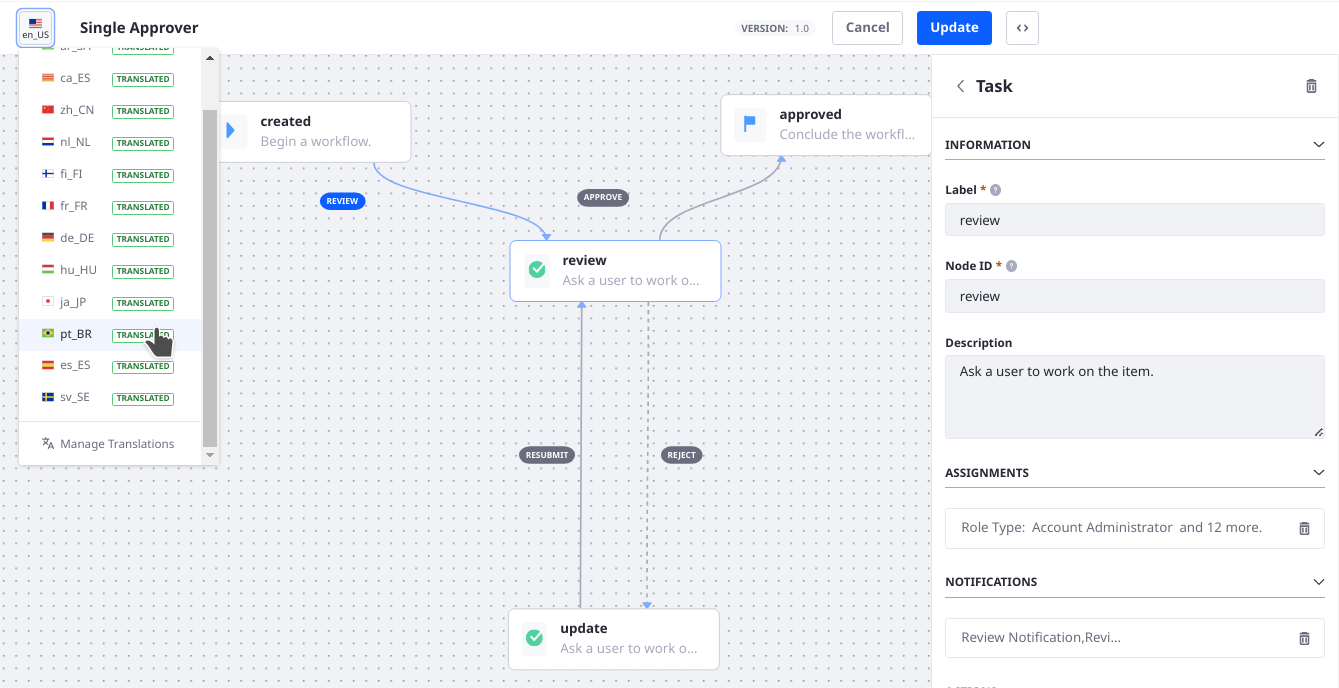 en_US
Single Approver
VERSION: 1.0
Cancel
Update
TRANSLATED
ca_ES TRANSLATED
zh_CN TRANSLATED
nl_NL TRANSLATED
fi_FI TRANSLATED
fr_FR TRANSLATED
de_DE TRANSLATED
hu_HU TRANSLATED
ja_JP TRANSLATED
pt_BR TRANSLATED
es_ES TRANSLATED
sv_SE TRANSLATED
Manage Translations
created
Begin a workflow.
approved
Conclude the workfl...
REVIEW
APPROVE
review
Ask a user to work o...
RESUBMIT
REJECT
update
Ask a user to work o...
Task
INFORMATION
Label * ?
review
Node ID * ?
review
Description
Ask a user to work on the item.
ASSIGNMENTS
Role Type: Account Administrator and 12 more.
NOTIFICATIONS
Review Notification,Revi...